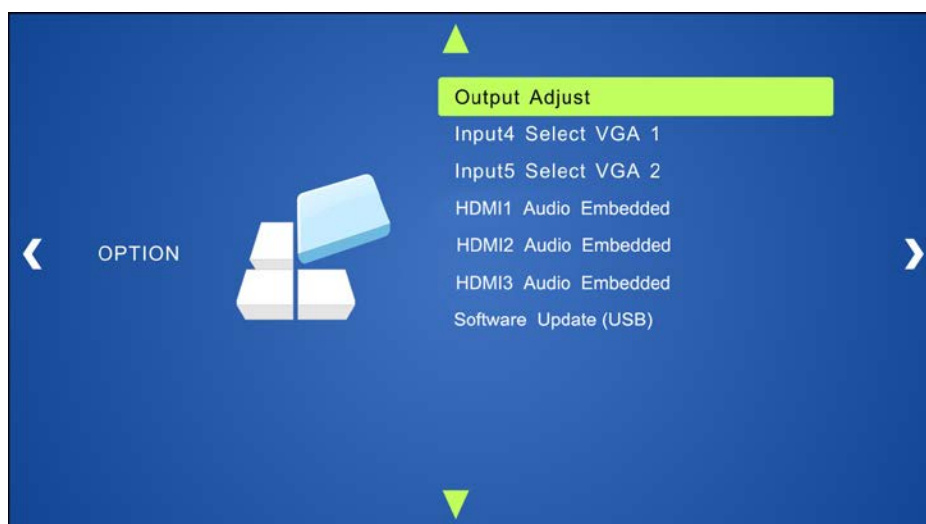 Output Adjust
Input4 Select VGA 1
Input5 Select VGA 2
HDMI1 Audio Embedded
HDMI2 Audio Embedded
OPTION
HDMI3 Audio Embedded
Software Update (USB)